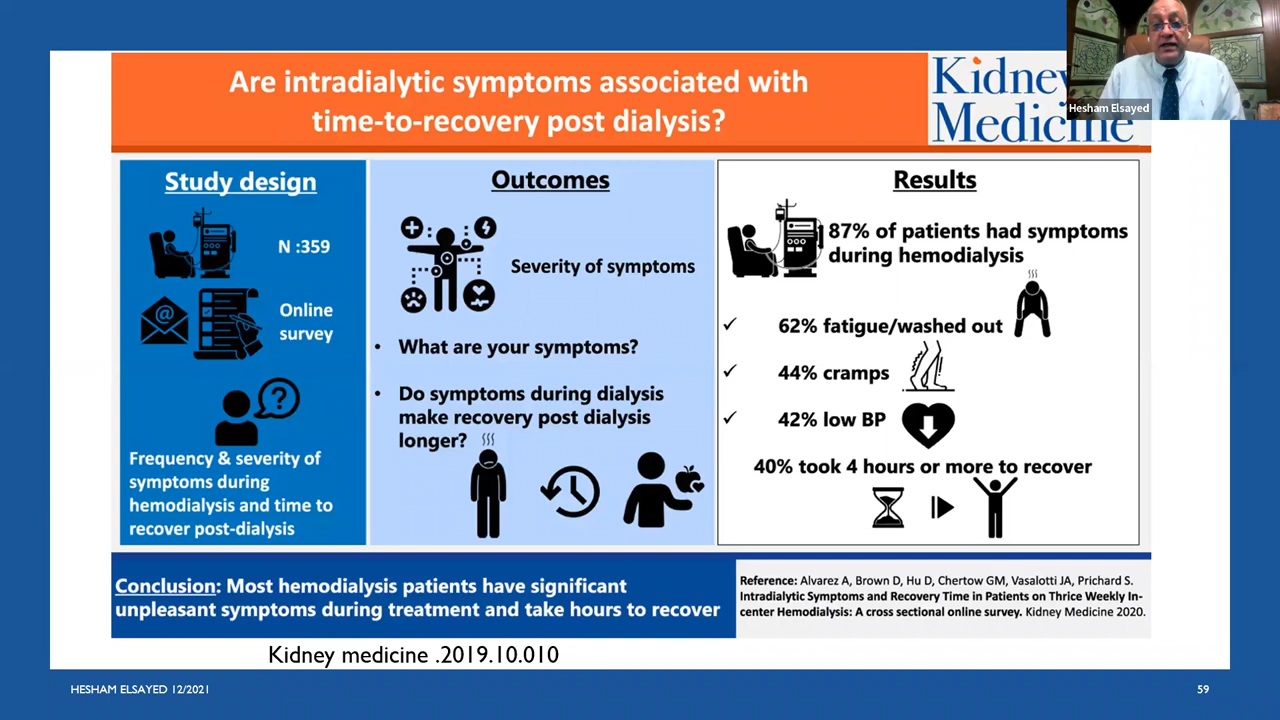 Are intradialytic symptoms associated with
time-to-recovery post dialysis?
Kidney
Medicine
Hesham Elsayed
Study design
N :359
@
Online
survey
?
Frequency & severity of
symptoms during
hemodialysis and time to
recover post-dialysis
Outcomes
Severity of symptoms
• What are your symptoms?
• Do symptoms during dialysis
make recovery post dialysis
longer?
Results
87% of patients had symptoms
during hemodialysis
✓ 62% fatigue/washed out
✓ 44% cramps
✓ 42% low BP
40% took 4 hours or more to recover
Conclusion: Most hemodialysis patients have significant
unpleasant symptoms during treatment and take hours to recover
Reference: Alvarez A, Brown D, Hu D, Chertow GM, Vasalotti JA, Prichard S.
Intradialytic Symptoms and Recovery Time in Patients on Thrice Weekly In-
center Hemodialysis: A cross sectional online survey. Kidney Medicine 2020.
Kidney medicine .2019.10.010
HESHAM ELSAYED 12/2021
59